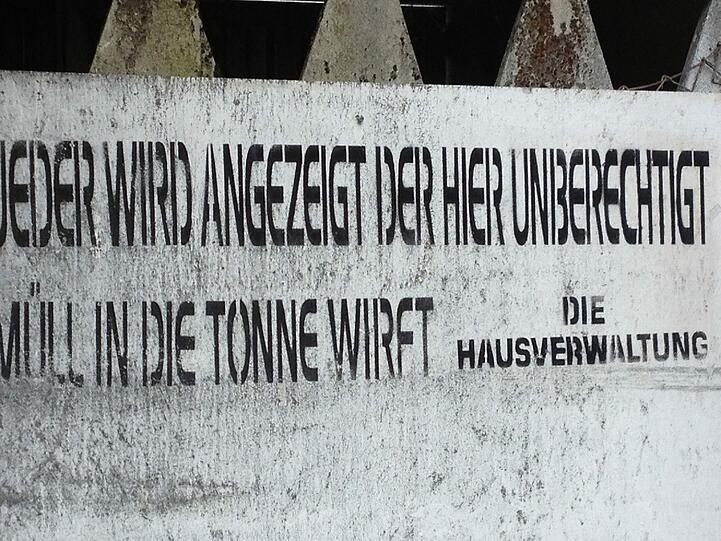 JEDER WIRD ANGEZEIGT DER HIER UNBERECHTIGT
MÜLL IN DIE TONNE WIRFT
DIE
HAUSVERWALTUNG